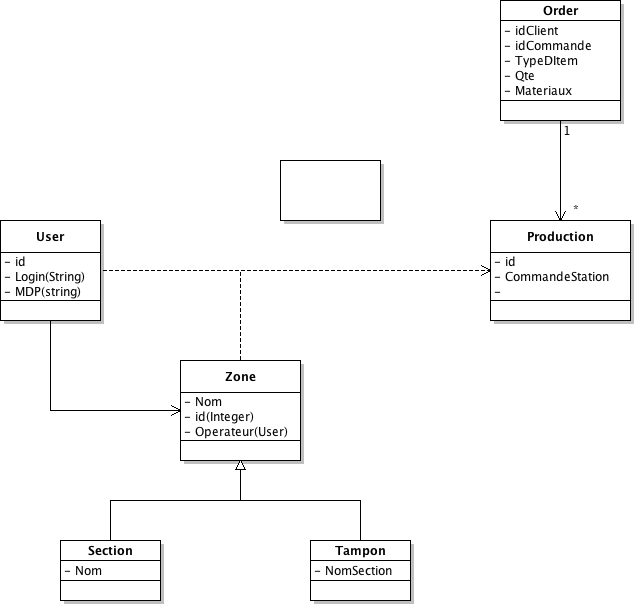 Order
- idClient
- idCommande
- TypeDItem
- Qte
- Materiaux
1
*
User
- id
- Login(String)
- MDP(string)
Production
- id
- CommandeStation
-
Zone
- Nom
- id(Integer)
- Operateur(User)
Section
- Nom
Tampon
- NomSection